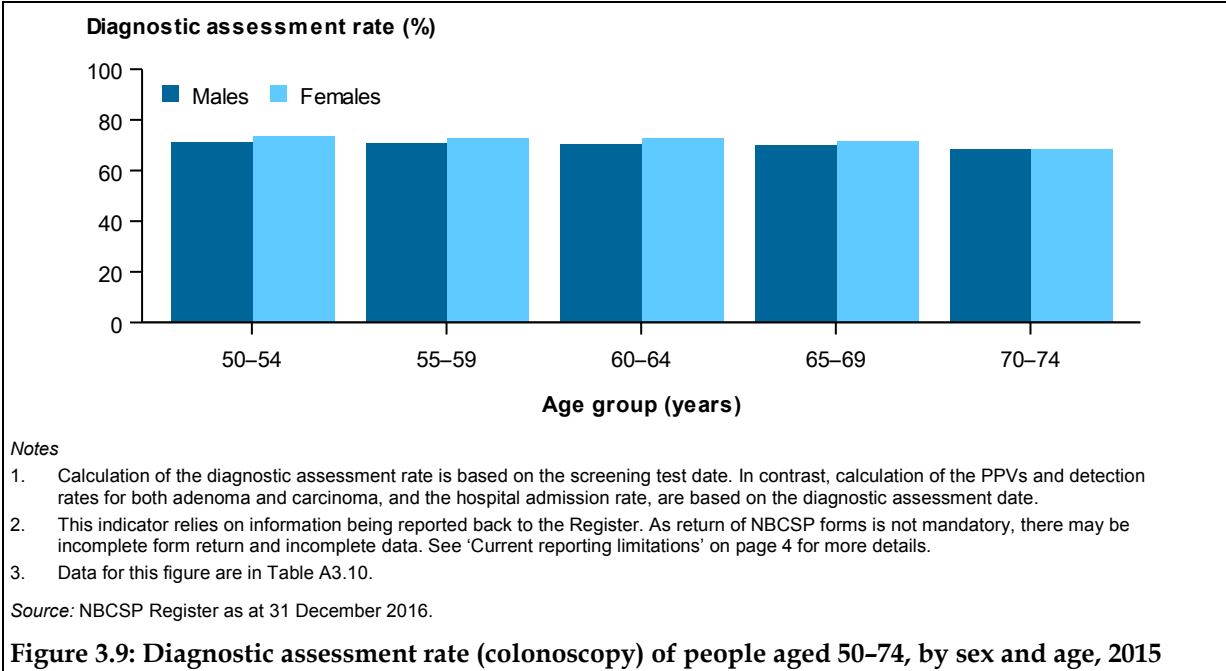 Diagnostic assessment rate (%)
100
80
60
40
20
0
Males Females
50–54 55–59 60–64 65–69 70–74
Age group (years)
Notes
1. Calculation of the diagnostic assessment rate is based on the screening test date. In contrast, calculation of the PPVs and detection
rates for both adenoma and carcinoma, and the hospital admission rate, are based on the diagnostic assessment date.
2. This indicator relies on information being reported back to the Register. As return of NBCSP forms is not mandatory, there may be
incomplete form return and incomplete data. See ‘Current reporting limitations’ on page 4 for more details.
3. Data for this figure are in Table A3.10.
Source: NBCSP Register as at 31 December 2016.
Figure 3.9: Diagnostic assessment rate (colonoscopy) of people aged 50–74, by sex and age, 2015